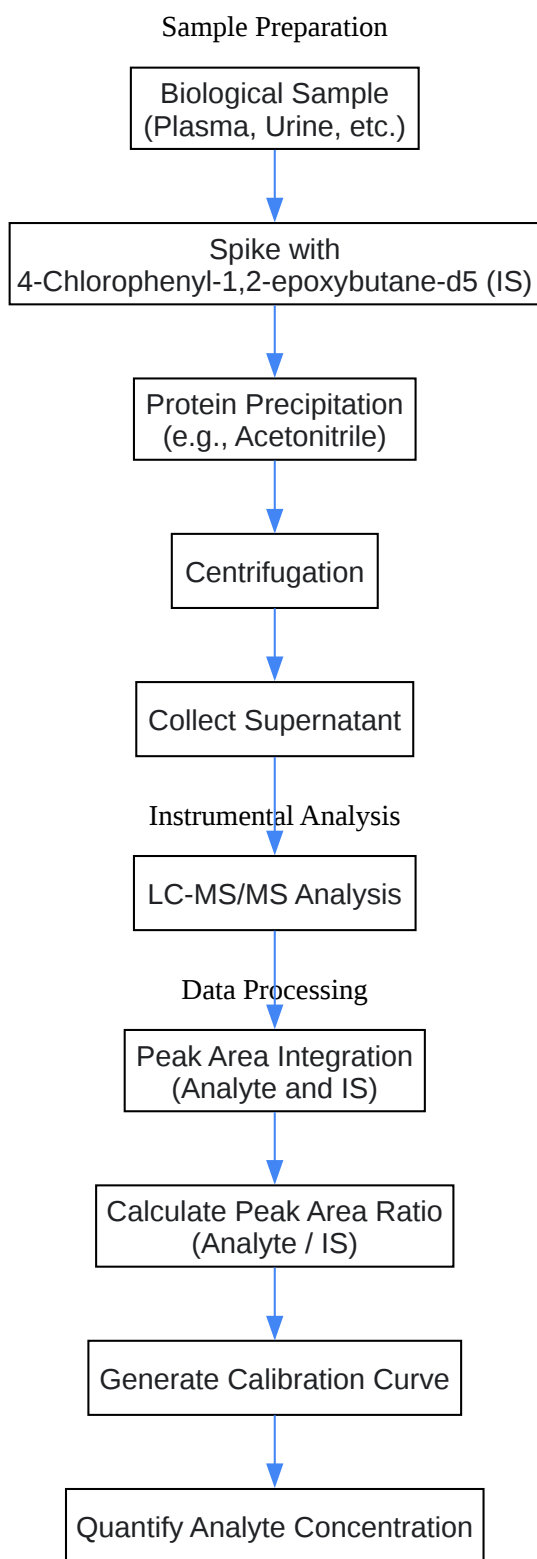 Sample Preparation
Biological Sample
(Plasma, Urine, etc.)
Spike with
4-Chlorophenyl-1,2-epoxybutane-d5 (IS)
Protein Precipitation
(e.g., Acetonitrile)
Centrifugation
Collect Supernatant
Instrumental Analysis
LC-MS/MS Analysis
Data Processing
Peak Area Integration
(Analyte and IS)
Calculate Peak Area Ratio
(Analyte / IS)
Generate Calibration Curve
Quantify Analyte Concentration